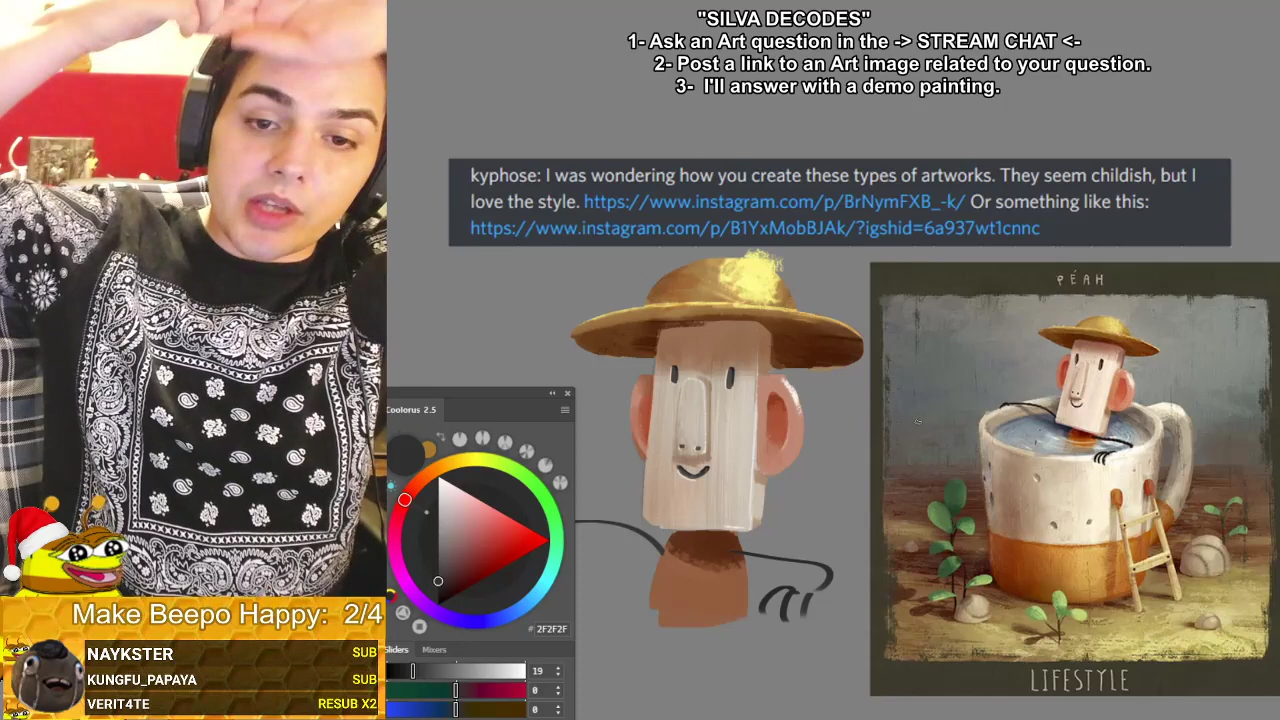 "SILVA DECODES"
1- Ask an Art question in the -> STREAM CHAT <-
2- Post a link to an Art image related to your question.
3- I'll answer with a demo painting.
kyphose: I was wondering how you create these types of artworks. They seem childish, but I
love the style. https://www.instagram.com/p/BrNymFXB_-k/ Or something like this:
https://www.instagram.com/p/B1YxMobBJAk/?igshid=6a937wt1cnnc
PÉAH
Coolorus 2.5
# 2F2F2F
Sliders Mixers
19
0
0
LIFESTYLE
Make Beepo Happy: 2/4
NAYKSTER SUB
KUNGFU_PAPAYA SUB
VERIT4TE RESUB X2